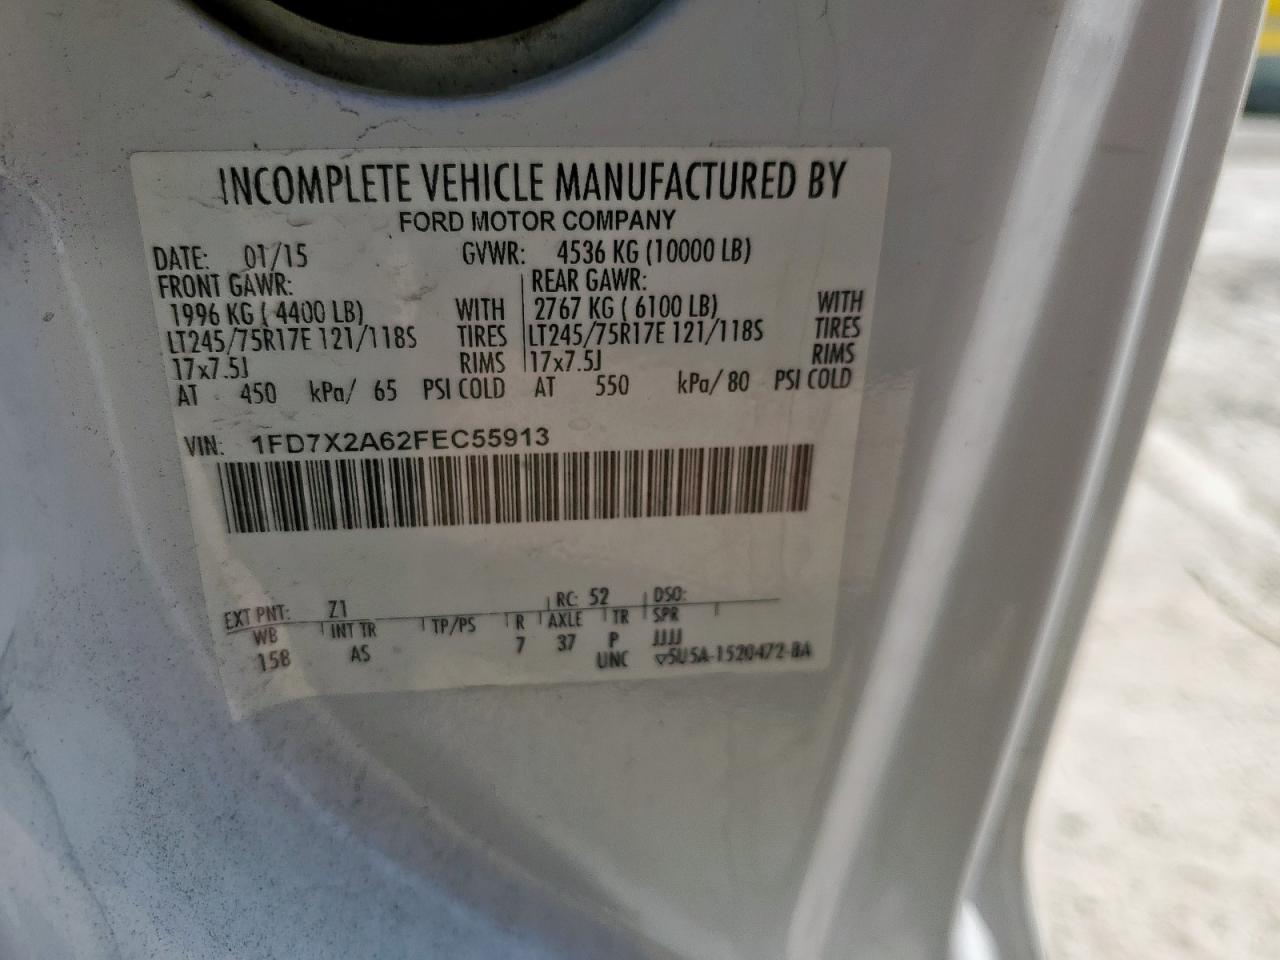 INCOMPLETE VEHICLE MANUFACTURED BY
FORD MOTOR COMPANY
DATE: 01/15 GVWR: 4536 KG (10000 LB)
FRONT GAWR: REAR GAWR:
1996 KG ( 4400 LB) WITH 2767 KG ( 6100 LB) WITH
LT245/75R17E 121/118S TIRES LT245/75R17E 121/118S TIRES
17x7.5J RIMS 17x7.5J RIMS
AT 450 kPa/ 65 PSI COLD AT 550 kPa/ 80 PSI COLD
VIN: 1FD7X2A62FEC55913
EXT PNT: Z1 RC: 52 DSO:
WB INT TR TP/PS R AXLE TR SPR
158 AS 7 37 P JJJJ
UNC ▽5U5A-1520472-BA